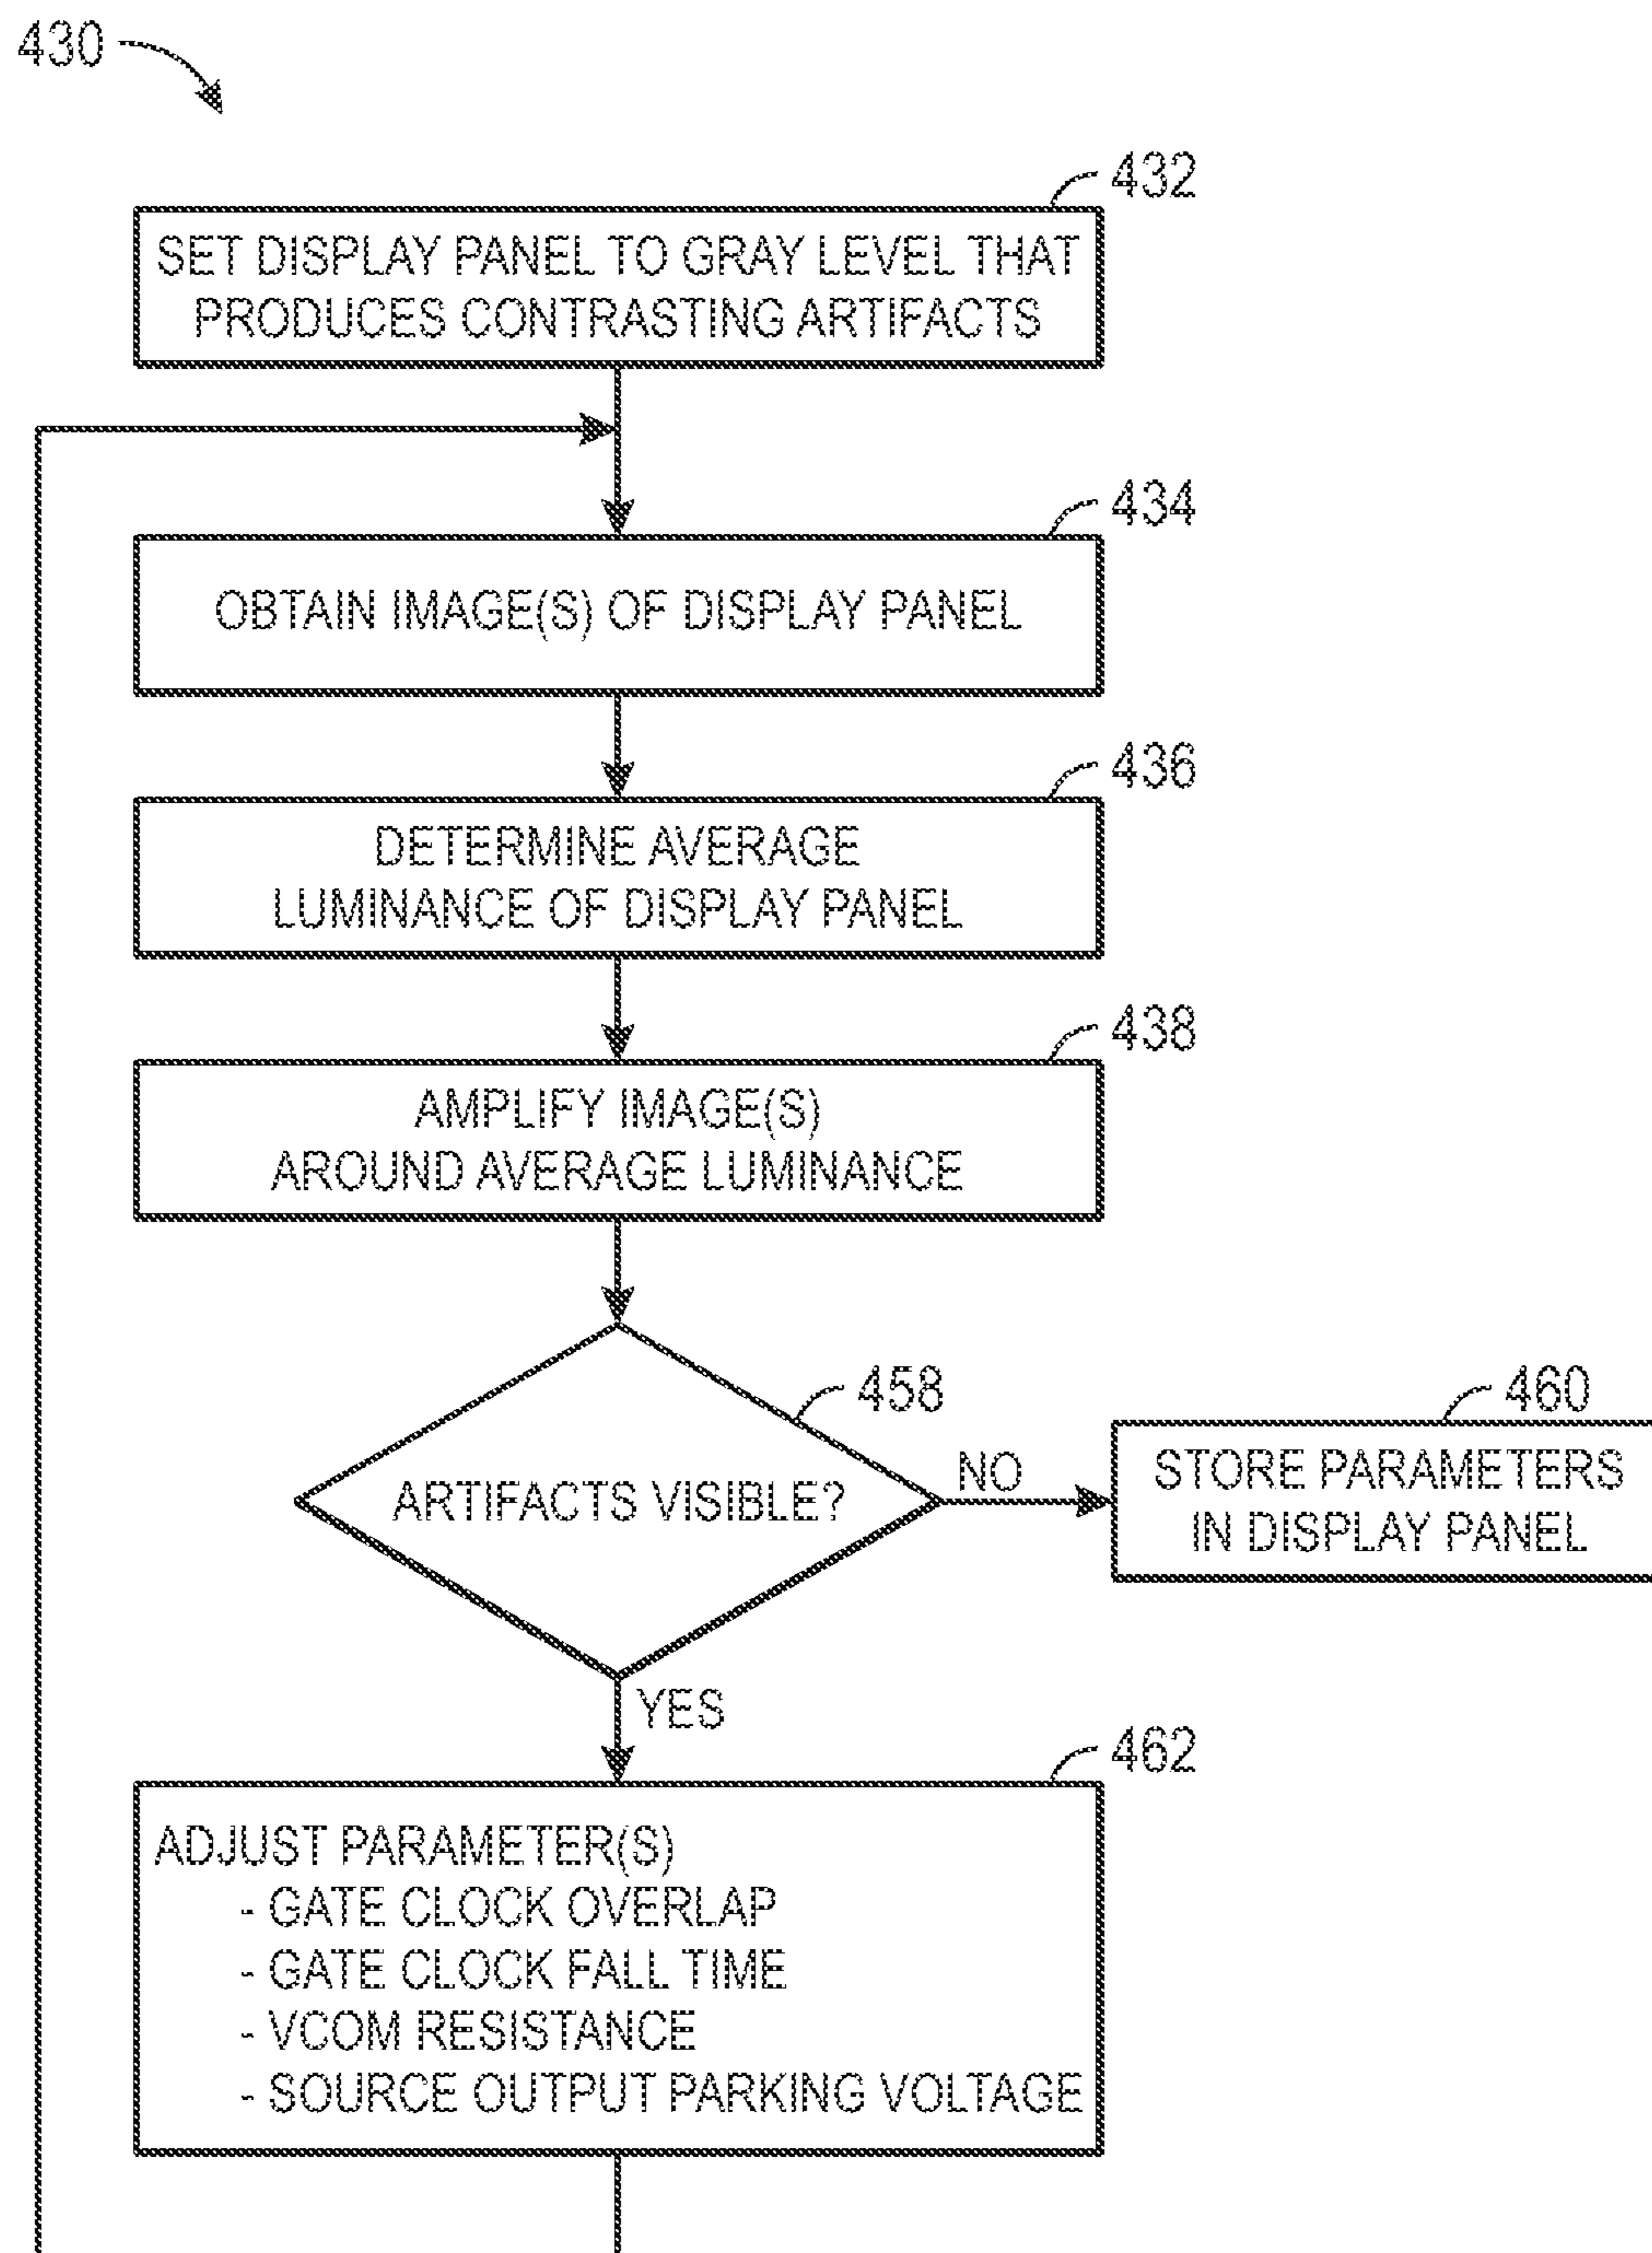 430
432
SET DISPLAY PANEL TO GRAY LEVEL THAT
PRODUCES CONTRASTING ARTIFACTS
434
OBTAIN IMAGE(S) OF DISPLAY PANEL
436
DETERMINE AVERAGE
LUMINANCE OF DISPLAY PANEL
438
AMPLIFY IMAGE(S)
AROUND AVERAGE LUMINANCE
458
ARTIFACTS VISIBLE?
NO
460
STORE PARAMETERS
IN DISPLAY PANEL
YES
462
ADJUST PARAMETER(S)
- GATE CLOCK OVERLAP
- GATE CLOCK FALL TIME
- VCOM RESISTANCE
- SOURCE OUTPUT PARKING VOLTAGE